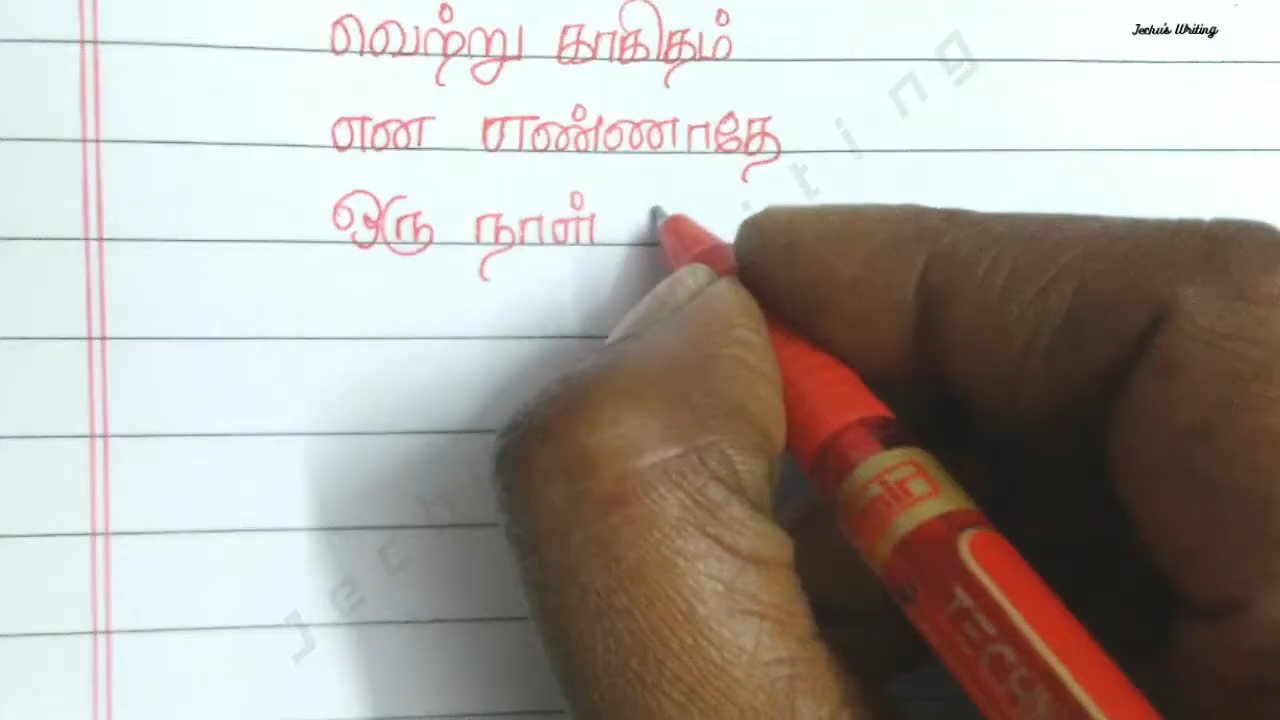 Jechu's Writing
வெற்று காகிதம்
என எண்ணாதே
ஒரு நாள்